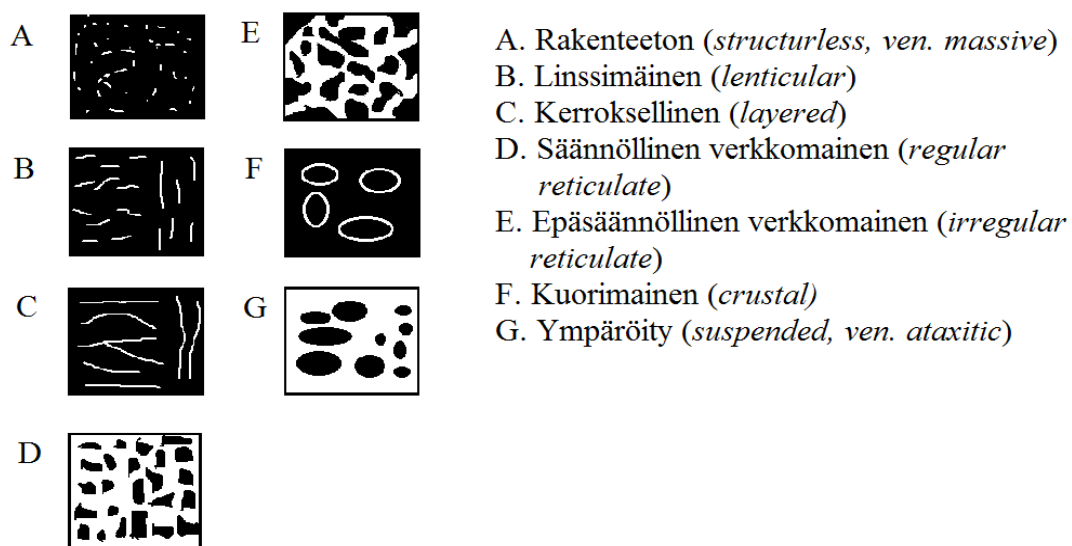 A
B
C
D
E
F
G
A. Rakenteeton (structurless, ven. massive)
B. Linssimäinen (lenticular)
C. Kerroksellinen (layered)
D. Säännöllinen verkkomainen (regular
reticulate)
E. Epäsäännöllinen verkkomainen (irregular
reticulate)
F. Kuorimainen (crustal)
G. Ympäröity (suspended, ven. ataxitic)